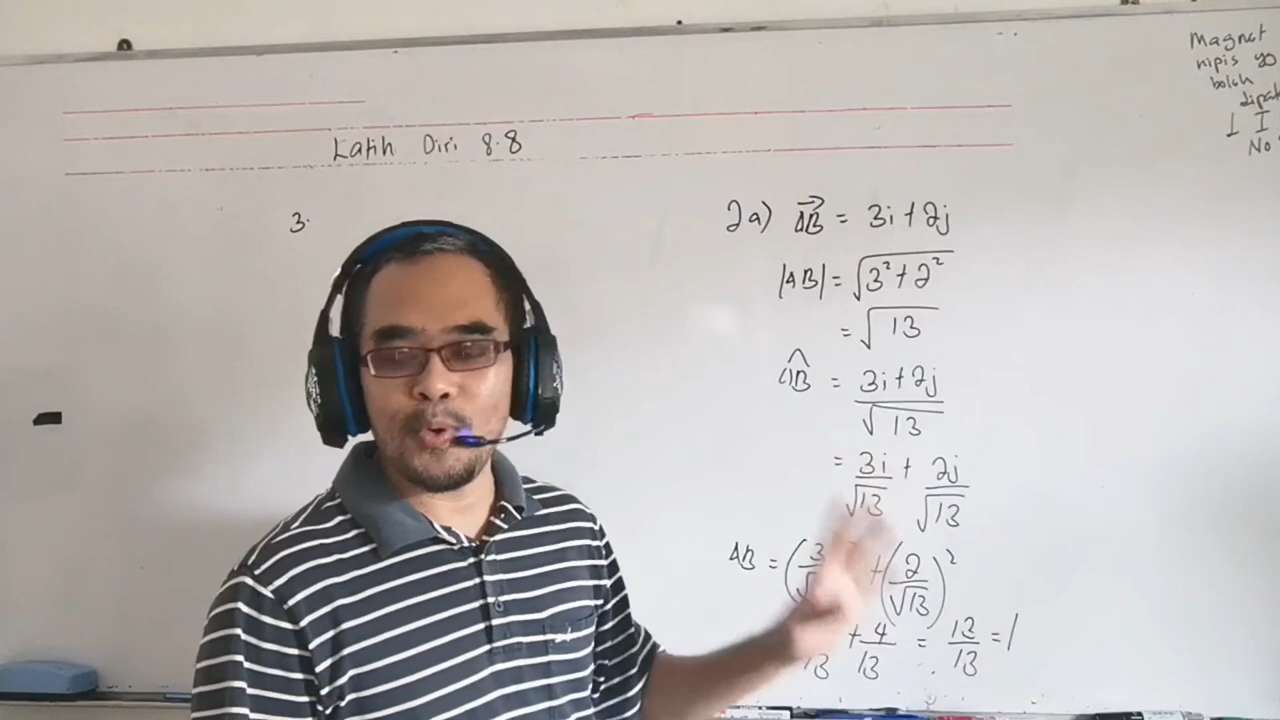 Latih Diri 8.8
3.
2a) →AB = 3i + 2j
|AB| = √3² + 2²
= √13
^AB = 3i + 2j / √13
= 3i/√13 + 2j/√13
AB = (3/√ + (2/√13)²
13 + 4/13 = 13/13 = 1
Magnet
nipis yg
boleh
No